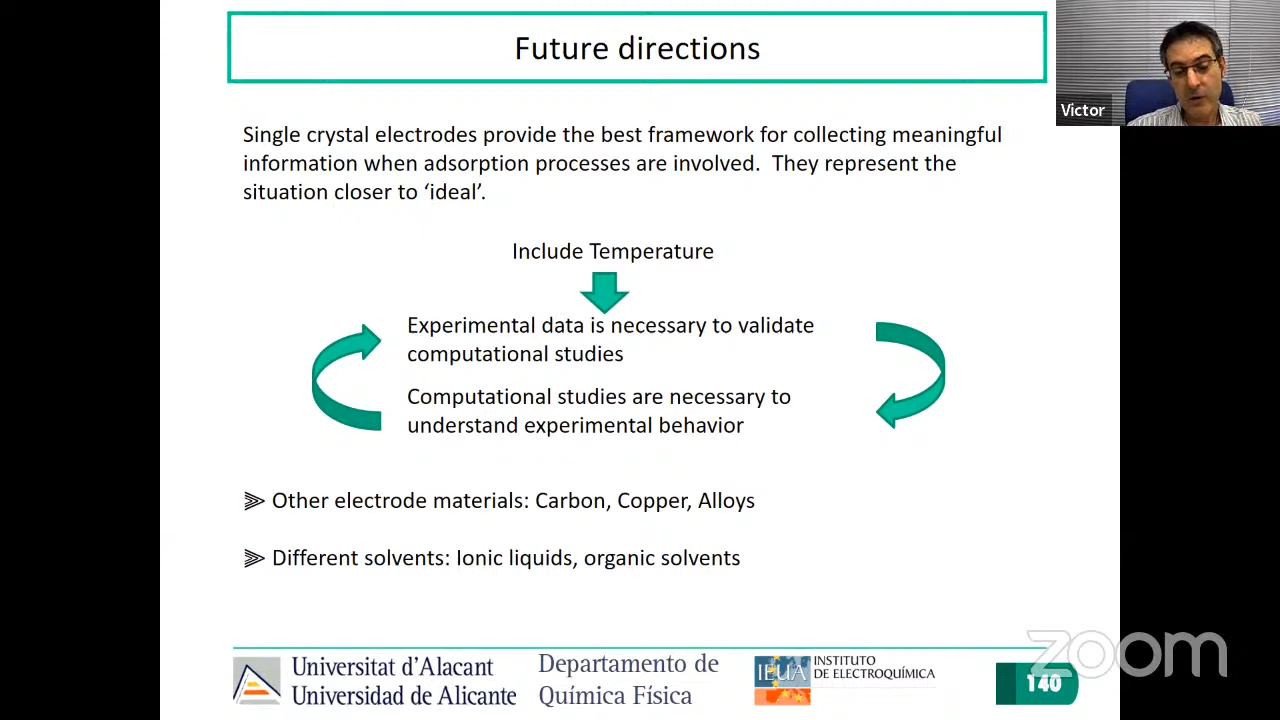 Future directions
Victor
Single crystal electrodes provide the best framework for collecting meaningful
information when adsorption processes are involved.  They represent the
situation closer to ‘ideal’.
Include Temperature
Experimental data is necessary to validate
computational studies
Computational studies are necessary to
understand experimental behavior
Other electrode materials: Carbon, Copper, Alloys
Different solvents: Ionic liquids, organic solvents
Universitat d’Alacant
Universidad de Alicante
Departamento de
Química Física
IEUA
INSTITUTO
DE ELECTROQUÍMICA
140
zoom